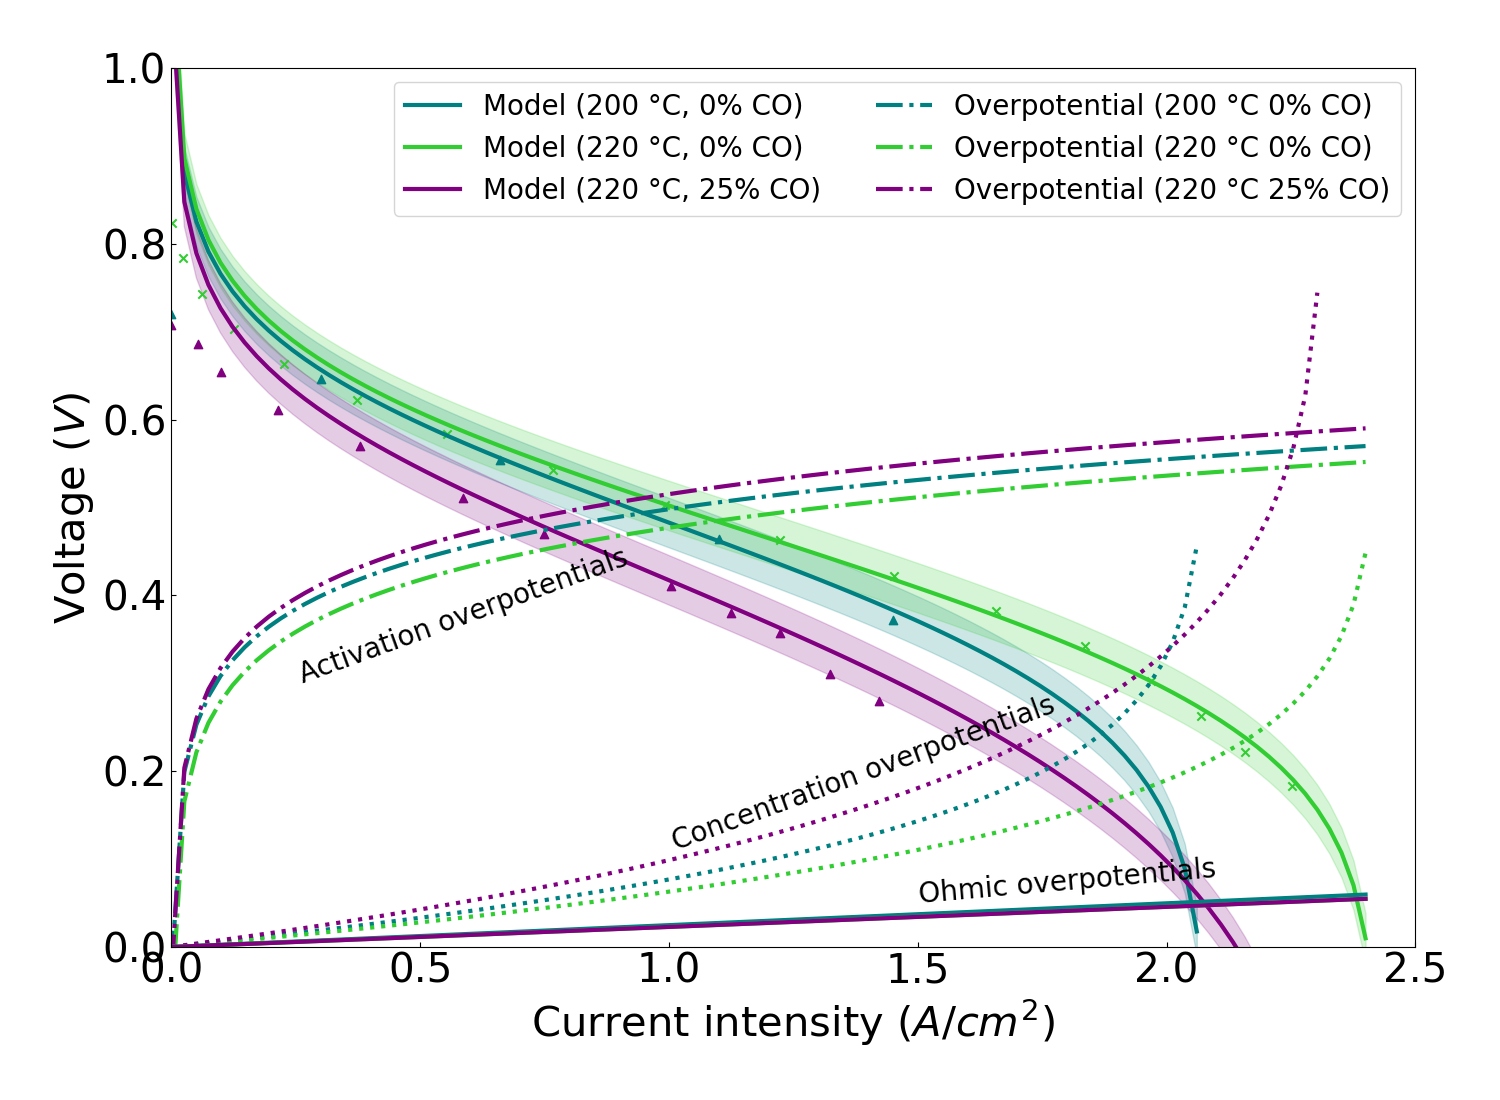 1.0
0.8
0.6
0.4
0.2
0.0
Voltage (V)
Model (200 °C, 0% CO)
Model (220 °C, 0% CO)
Model (220 °C, 25% CO)
Overpotential (200 °C 0% CO)
Overpotential (220 °C 0% CO)
Overpotential (220 °C 25% CO)
Activation overpotentials
Concentration overpotentials
Ohmic overpotentials
0.0 0.5 1.0 1.5 2.0 2.5
Current intensity (A/cm²)